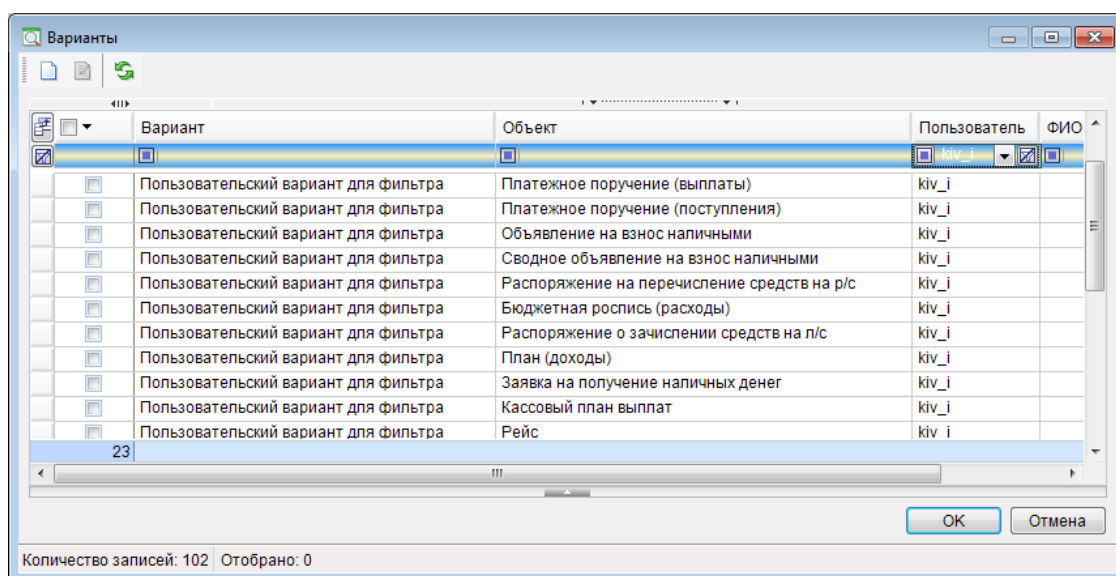 Варианты
Вариант Объект Пользователь ФИО
kiv_i
Пользовательский вариант для фильтра Платежное поручение (выплаты) kiv_i
Пользовательский вариант для фильтра Платежное поручение (поступления) kiv_i
Пользовательский вариант для фильтра Объявление на взнос наличными kiv_i
Пользовательский вариант для фильтра Сводное объявление на взнос наличными kiv_i
Пользовательский вариант для фильтра Распоряжение на перечисление средств на р/с kiv_i
Пользовательский вариант для фильтра Бюджетная роспись (расходы) kiv_i
Пользовательский вариант для фильтра Распоряжение о зачислении средств на л/с kiv_i
Пользовательский вариант для фильтра План (доходы) kiv_i
Пользовательский вариант для фильтра Заявка на получение наличных денег kiv_i
Пользовательский вариант для фильтра Кассовый план выплат kiv_i
Пользовательский вариант для фильтра Рейс kiv_i
23
OK Отмена
Количество записей: 102 Отобрано: 0